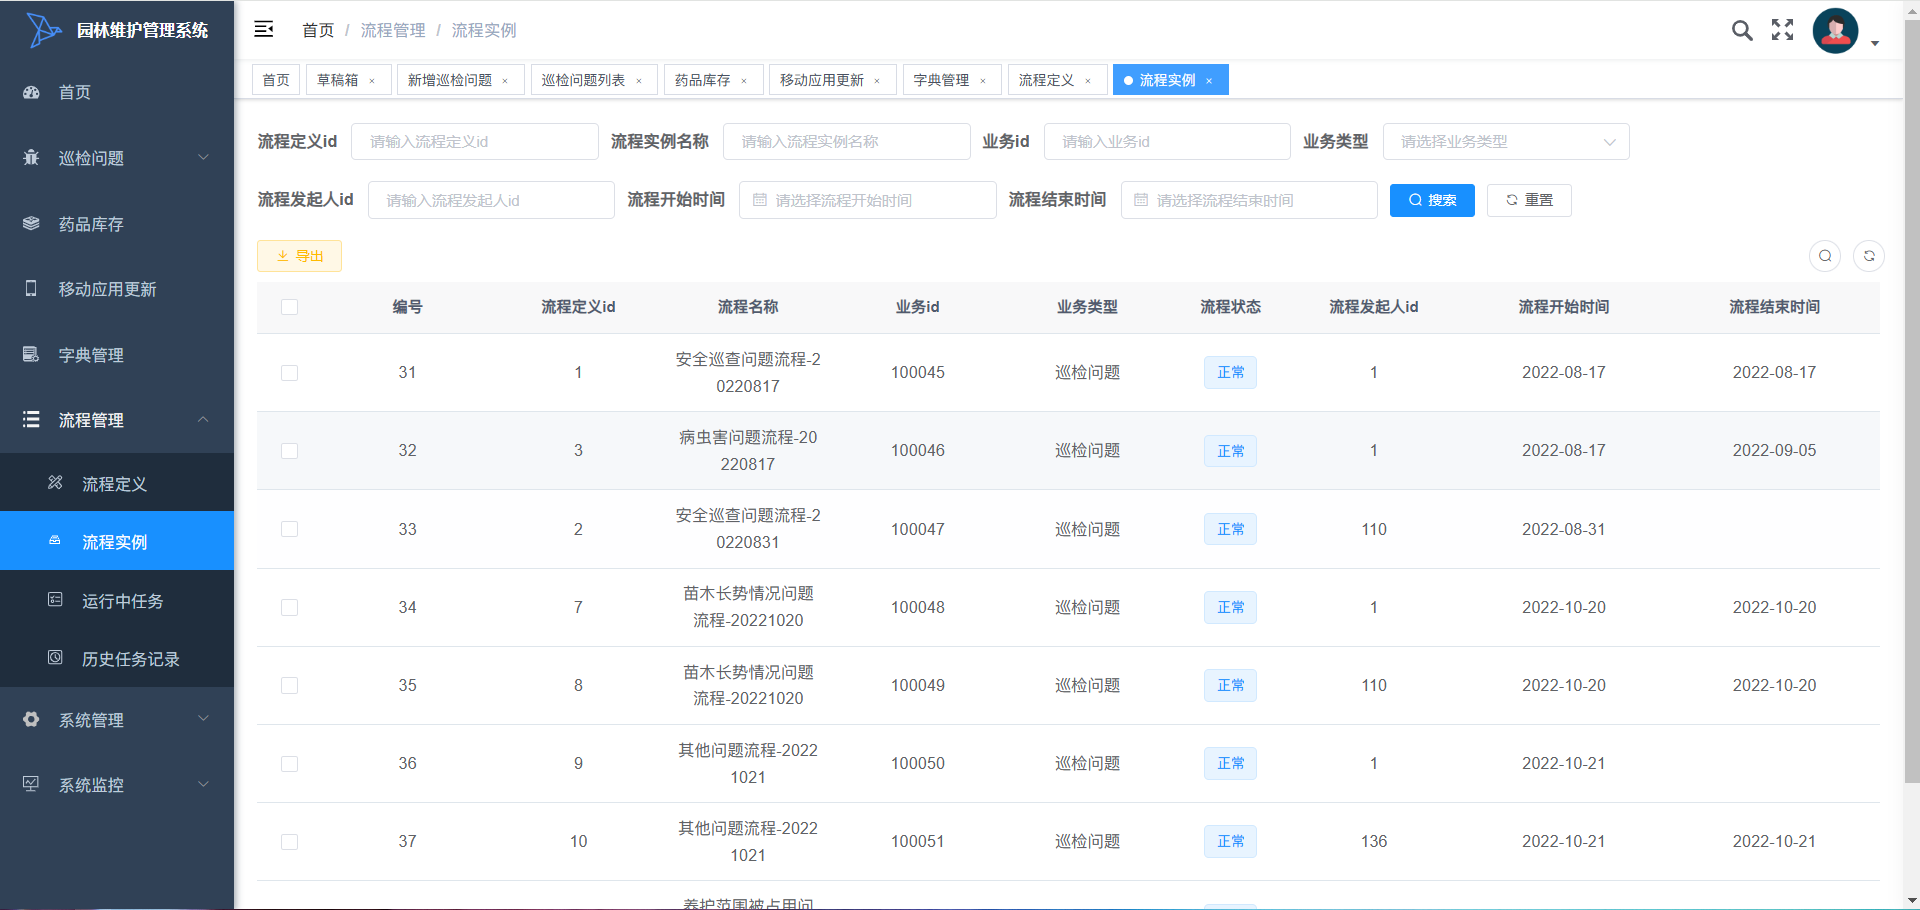 园林维护管理系统
首页 / 流程管理 / 流程实例
首页
巡检问题
药品库存
移动应用更新
字典管理
流程管理
流程定义
流程实例
运行中任务
历史任务记录
系统管理
系统监控
首页 草稿箱 × 新增巡检问题 × 巡检问题列表 × 药品库存 × 移动应用更新 × 字典管理 × 流程定义 × 流程实例 ×
流程定义id 请输入流程定义id 流程实例名称 请输入流程实例名称 业务id 请输入业务id 业务类型 请选择业务类型
流程发起人id 请输入流程发起人id 流程开始时间 请选择流程开始时间 流程结束时间 请选择流程结束时间 搜索 重置
导出
编号 流程定义id 流程名称 业务id 业务类型 流程状态 流程发起人id 流程开始时间 流程结束时间
31 1 安全巡查问题流程-2
0220817 100045 巡检问题 正常 1 2022-08-17 2022-08-17
32 3 病虫害问题流程-20
220817 100046 巡检问题 正常 1 2022-08-17 2022-09-05
33 2 安全巡查问题流程-2
0220831 100047 巡检问题 正常 110 2022-08-31
34 7 苗木长势情况问题
流程-20221020 100048 巡检问题 正常 1 2022-10-20 2022-10-20
35 8 苗木长势情况问题
流程-20221020 100049 巡检问题 正常 110 2022-10-20 2022-10-20
36 9 其他问题流程-2022
1021 100050 巡检问题 正常 1 2022-10-21
37 10 其他问题流程-2022
1021 100051 巡检问题 正常 136 2022-10-21 2022-10-21
养护范围被占用问